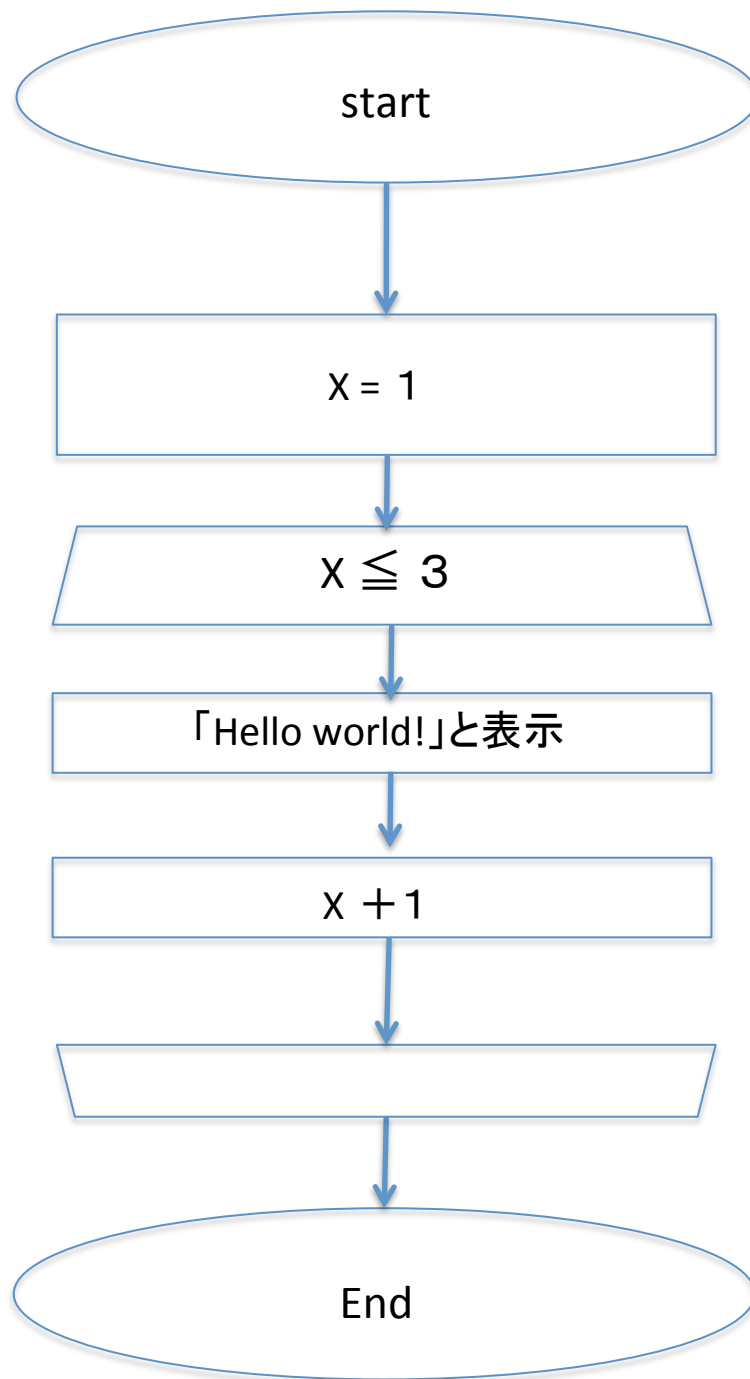 start
X = １
X ≦ ３
「Hello world!」と表示
X ＋１
End